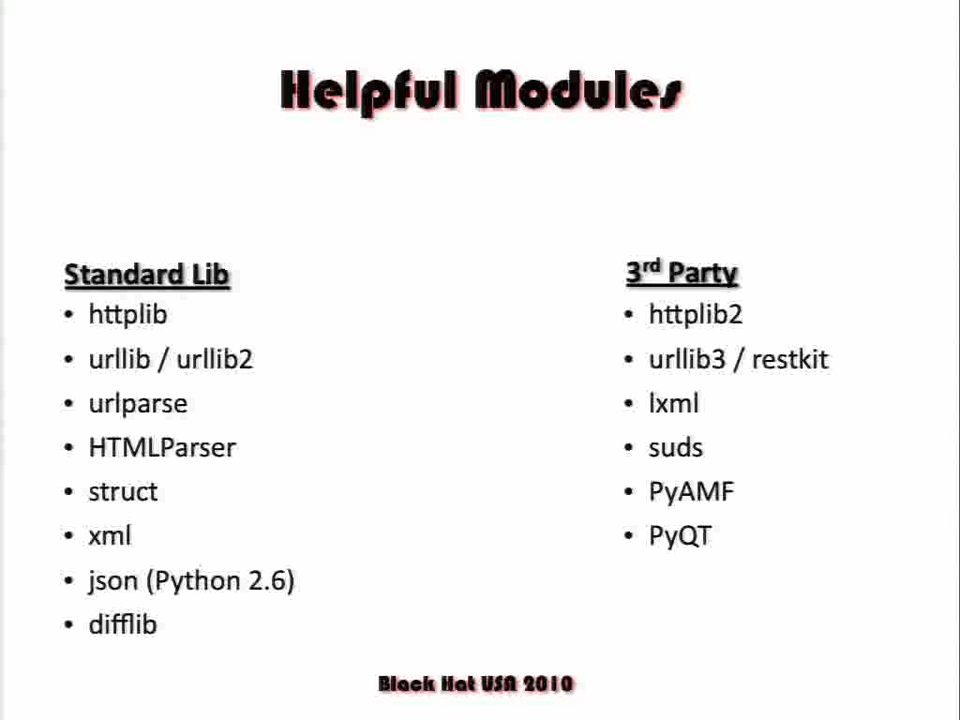 Helpful Modules
Standard Lib
• httplib
• urllib / urllib2
• urlparse
• HTMLParser
• struct
• xml
• json (Python 2.6)
• difflib
3rd Party
• httplib2
• urllib3 / restkit
• lxml
• suds
• PyAMF
• PyQT
Black Hat USA 2010